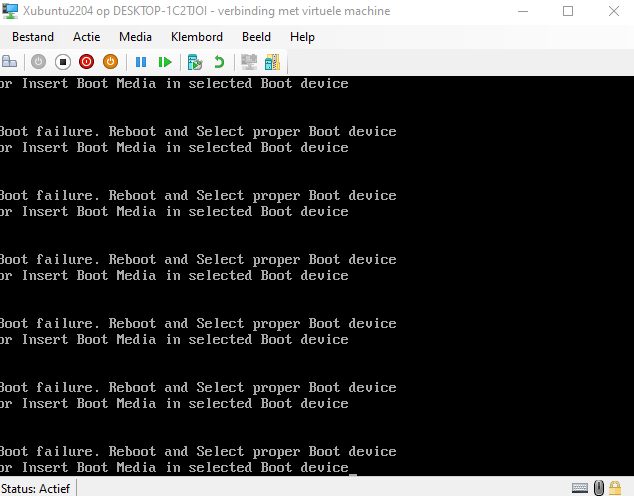 Xubuntu2204 op DESKTOP-1C2TJOI - verbinding met virtuele machine
Bestand Actie Media Klembord Beeld Help
or Insert Boot Media in selected Boot device
Boot failure. Reboot and Select proper Boot device
or Insert Boot Media in selected Boot device
Boot failure. Reboot and Select proper Boot device
or Insert Boot Media in selected Boot device
Boot failure. Reboot and Select proper Boot device
or Insert Boot Media in selected Boot device
Boot failure. Reboot and Select proper Boot device
or Insert Boot Media in selected Boot device
Boot failure. Reboot and Select proper Boot device
or Insert Boot Media in selected Boot device
Boot failure. Reboot and Select proper Boot device
or Insert Boot Media in selected Boot device_
Status: Actief